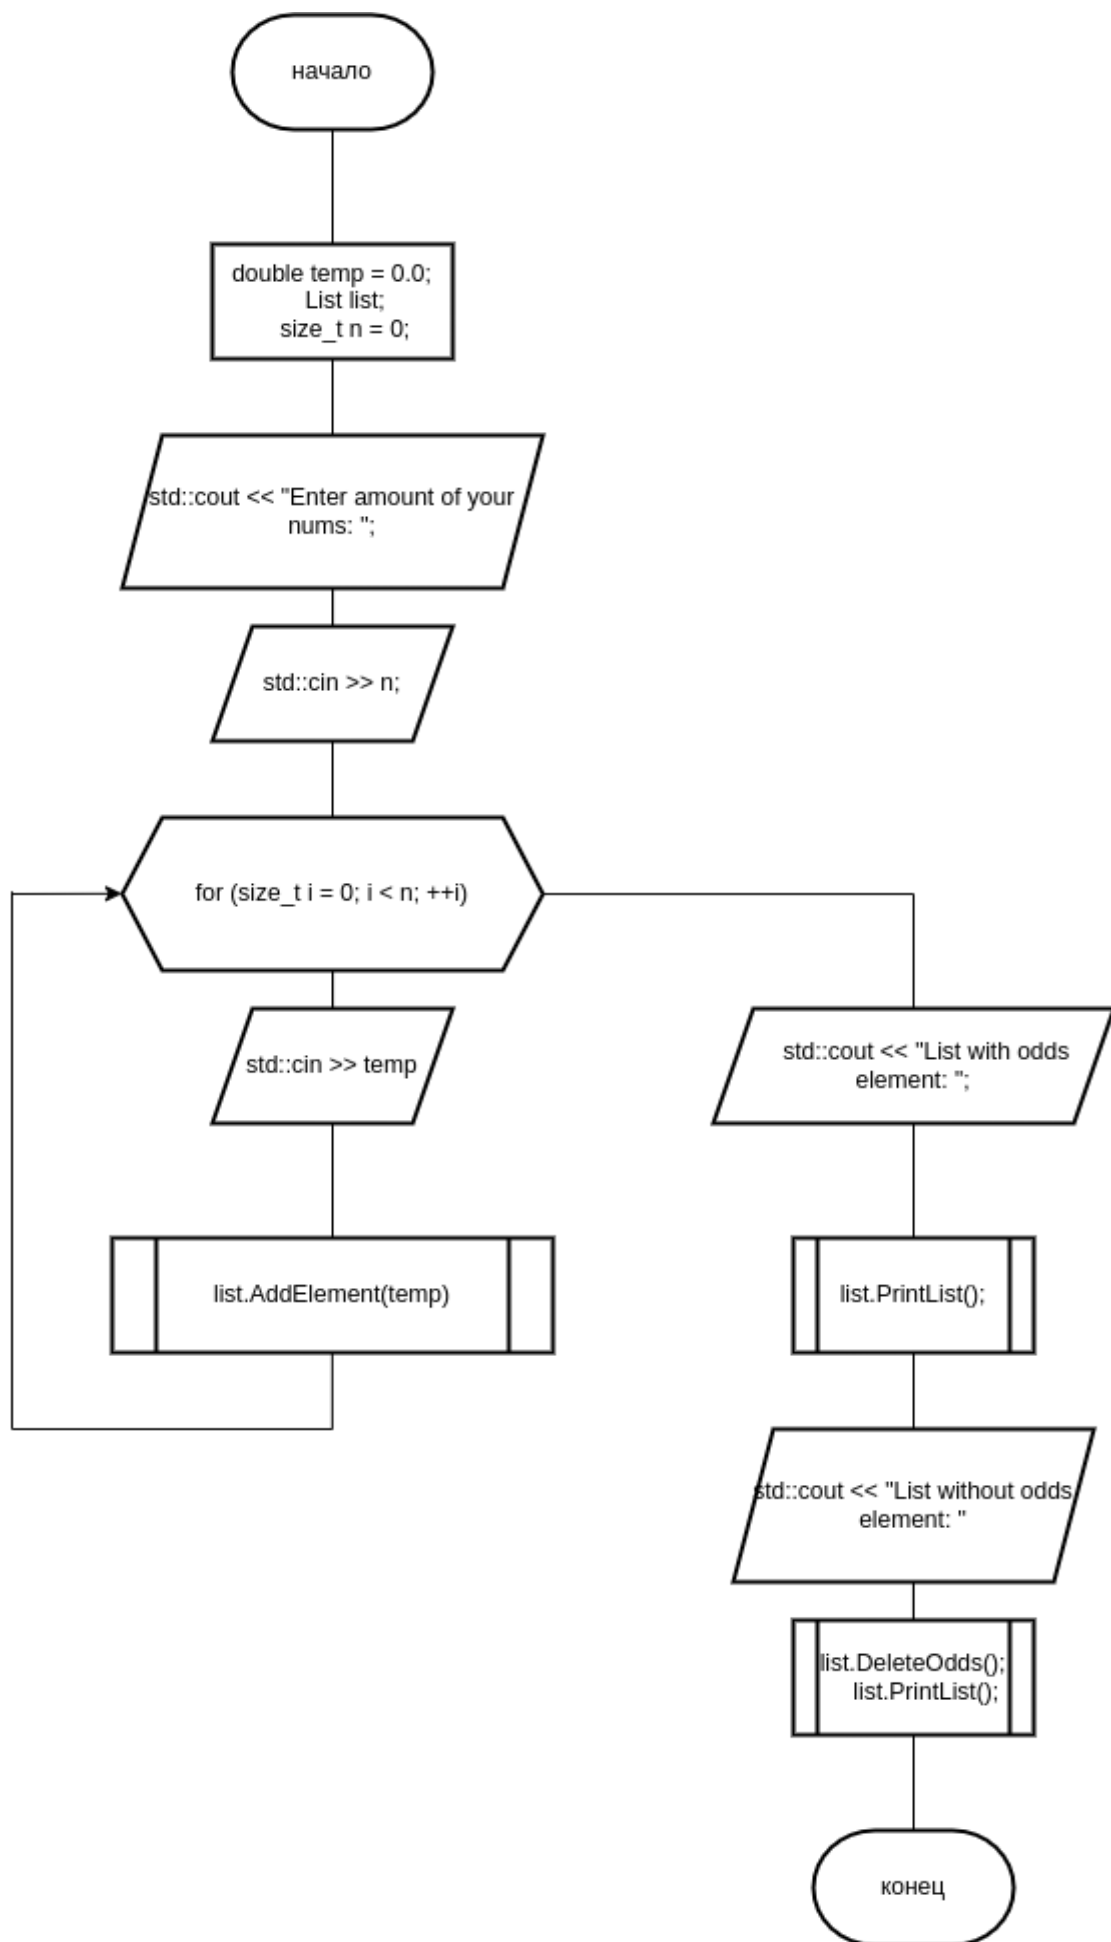 начало
double temp = 0.0;
List list;
size_t n = 0;
std::cout << "Enter amount of your
nums: ";
std::cin >> n;
for (size_t i = 0; i < n; ++i)
std::cin >> temp
list.AddElement(temp)
std::cout << "List with odds
element: ";
list.PrintList();
std::cout << "List without odds
element: "
list.DeleteOdds();
list.PrintList();
конец